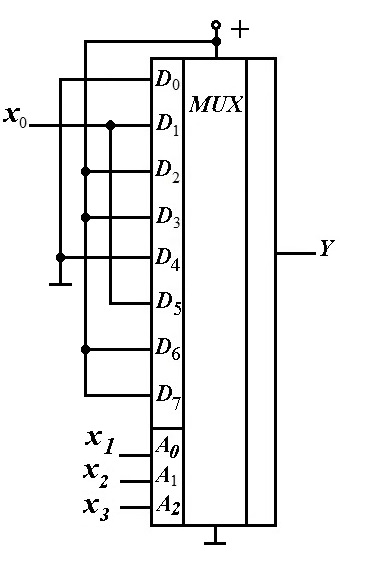 +
D₀
MUX
x₀ D₁
D₂
D₃
D₄ Y
D₅
D₆
D₇
x₁ A₀
x₂ A₁
x₃ A₂